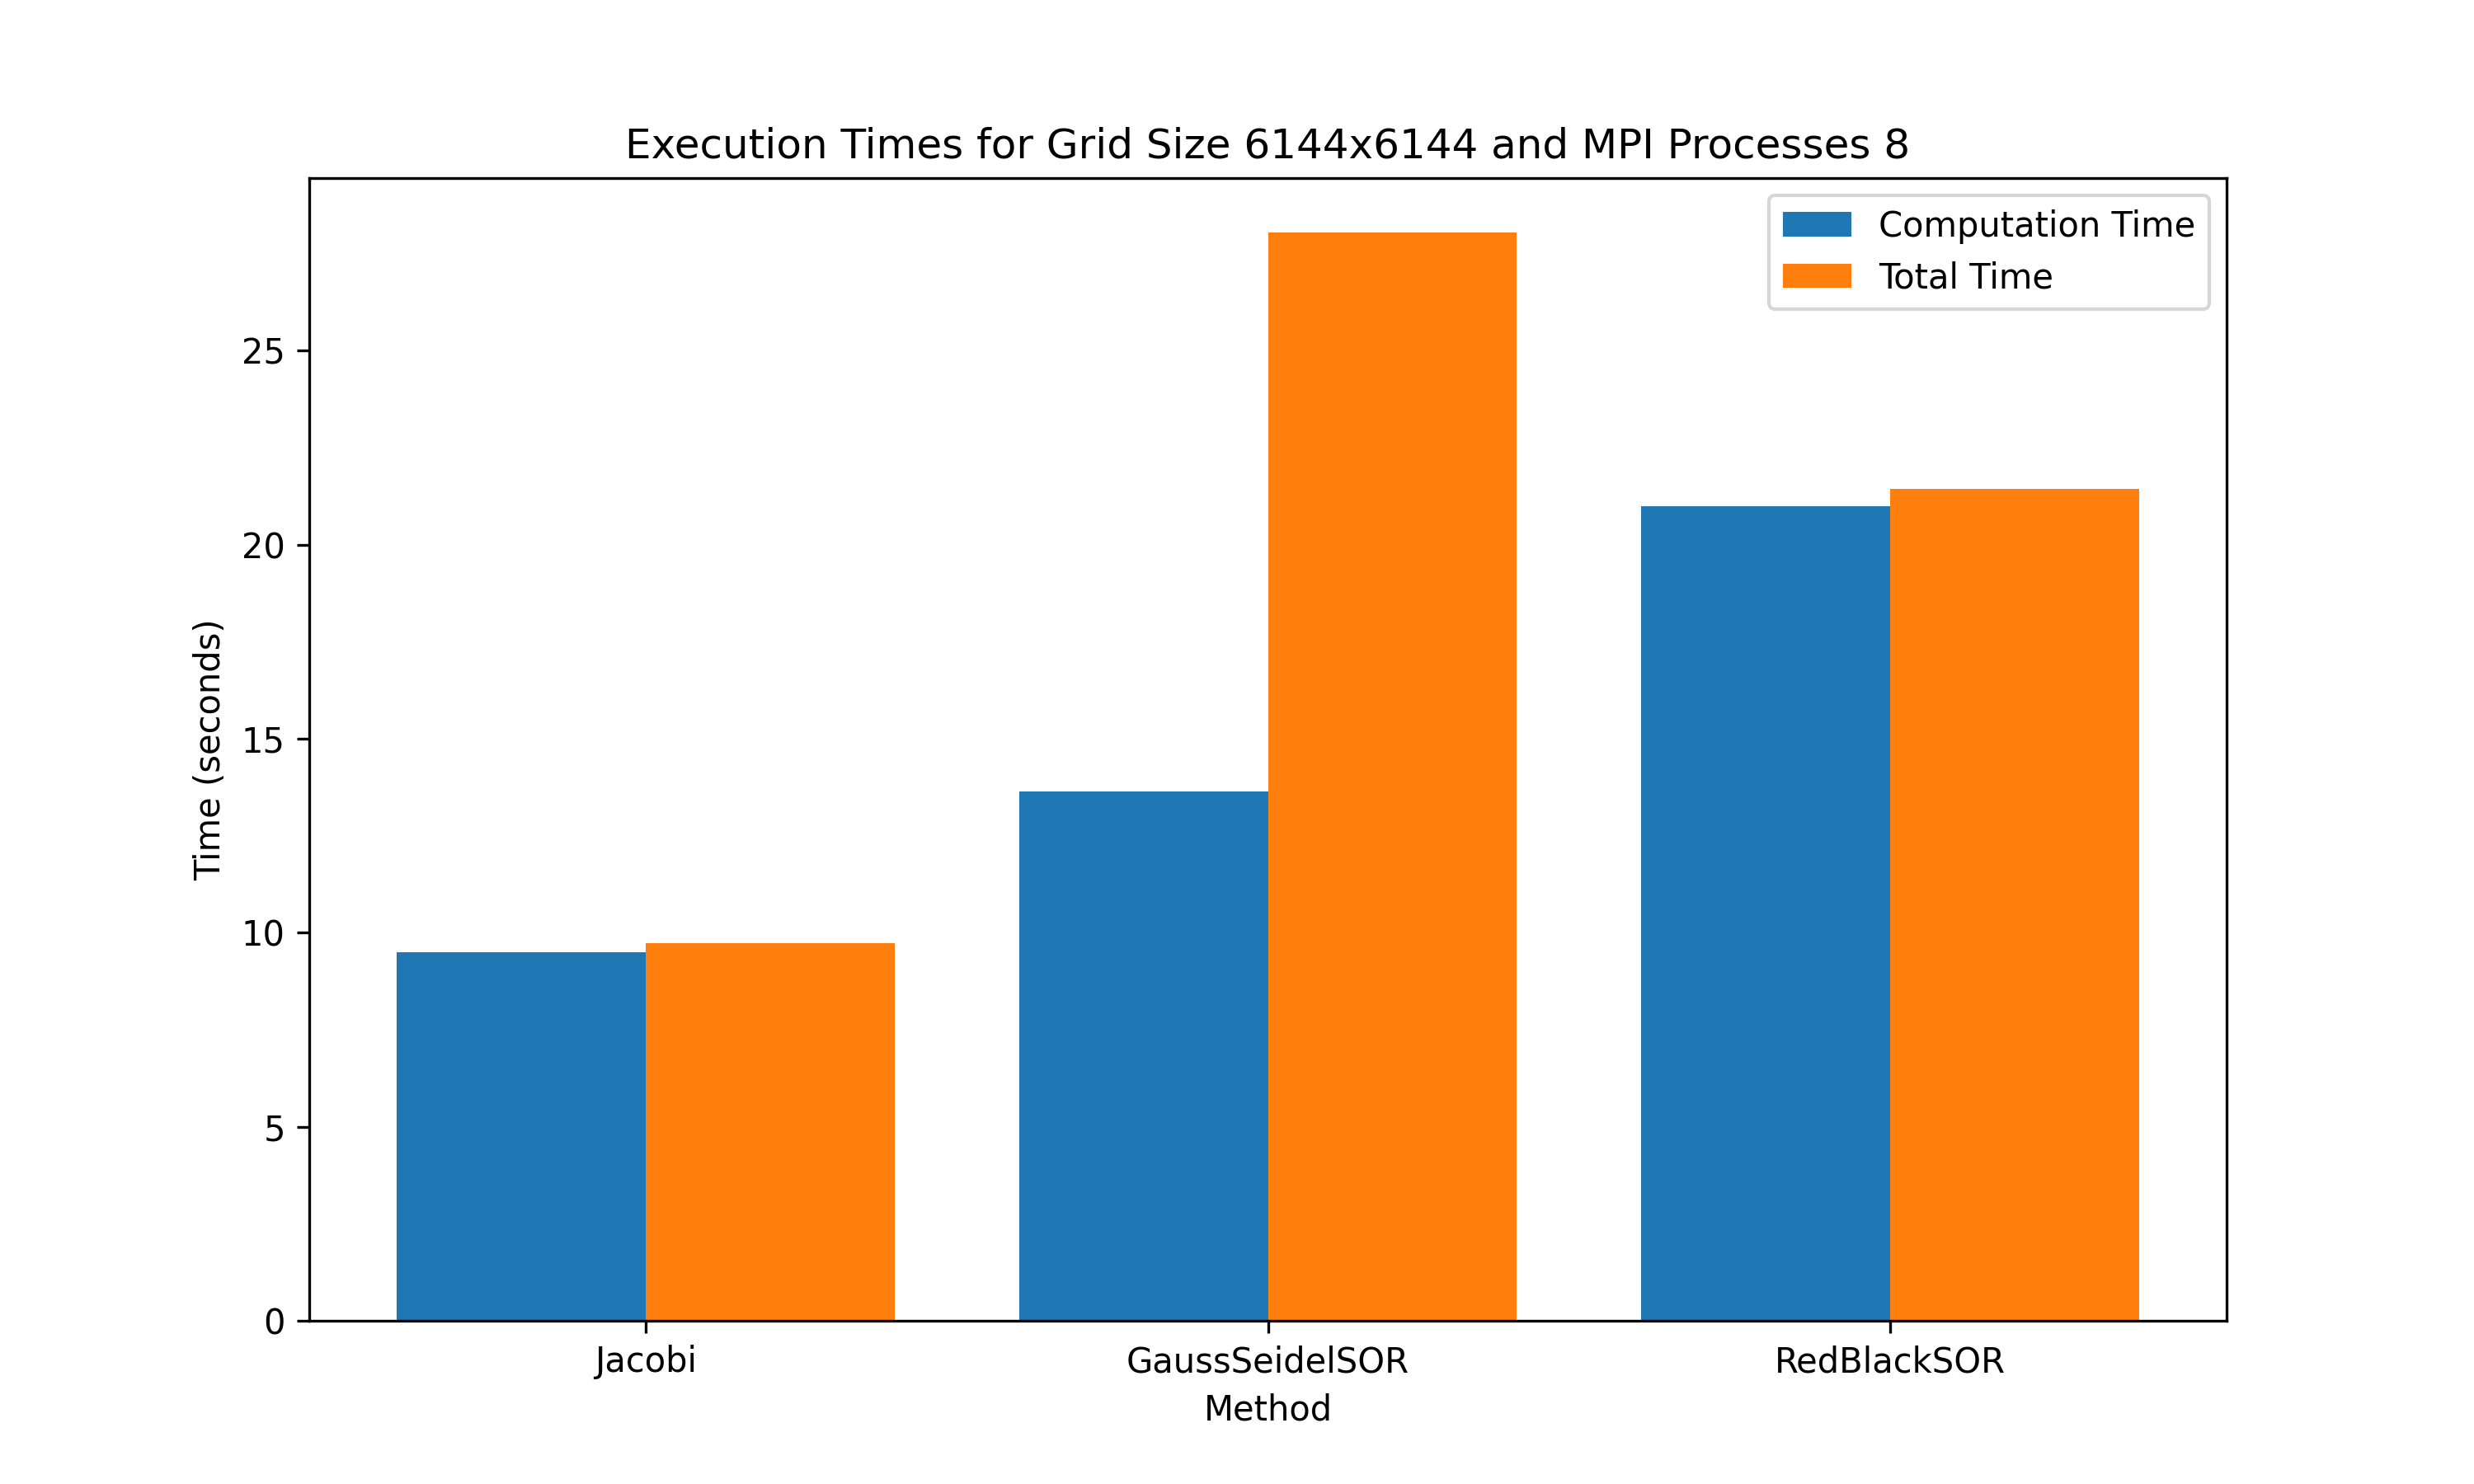 Execution Times for Grid Size 6144x6144 and MPI Processes 8
Computation Time
Total Time
25
20
15
10
5
0
Time (seconds)
Jacobi
GaussSeidelSOR
RedBlackSOR
Method